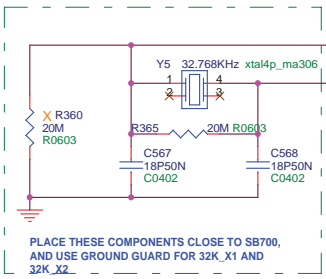 Y5 32.768KHz xtal4p_ma306
1 4
2 3
X R360
20M
R0603
R365 20M R0603
C567
18P50N
C0402
C568
18P50N
C0402
PLACE THESE COMPONENTS CLOSE TO SB700,
AND USE GROUND GUARD FOR 32K_X1 AND
32K_X2